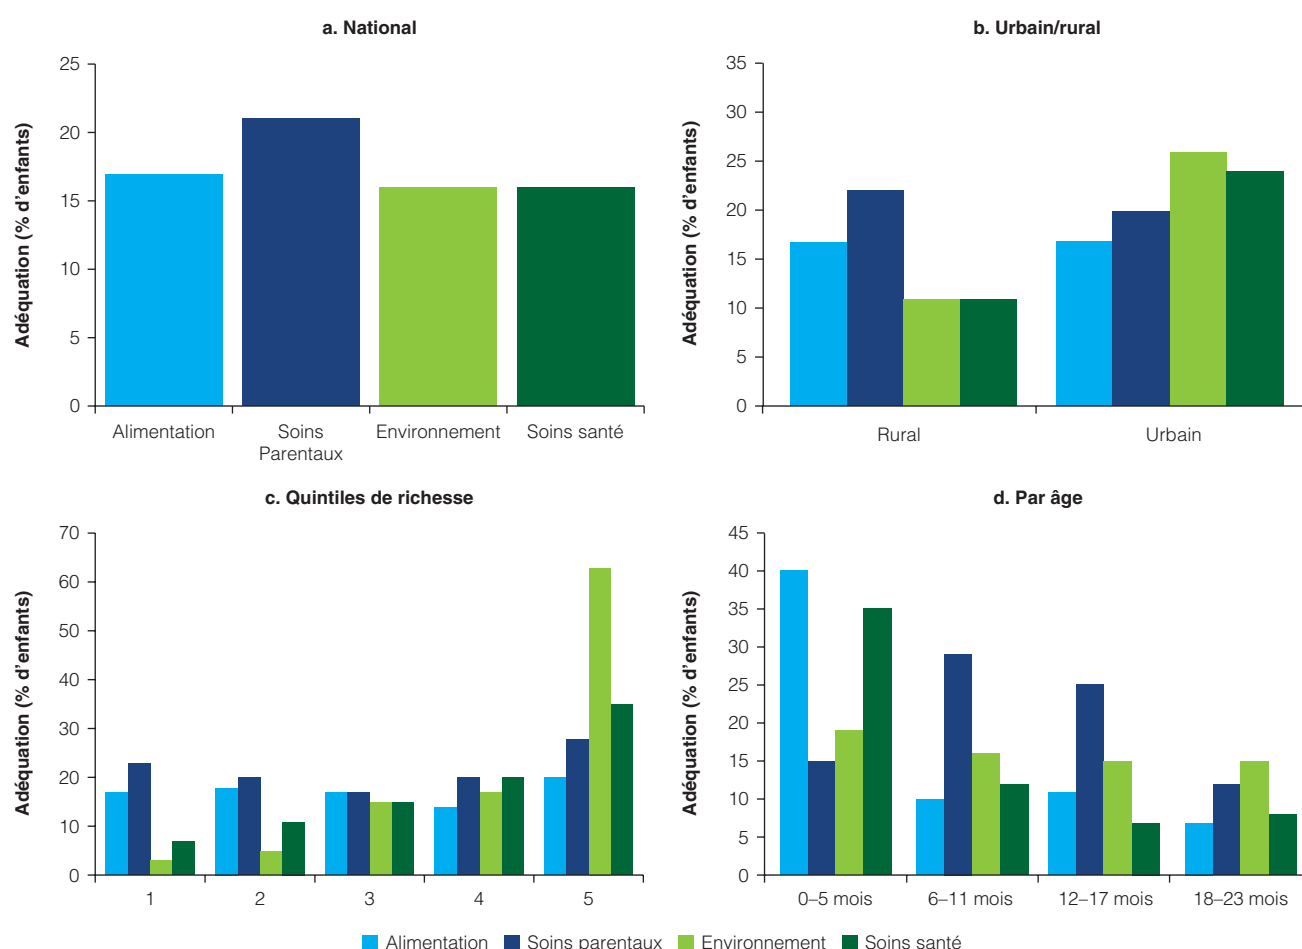 a. National
Adéquation (% d'enfants)
25
20
15
10
5
0
Alimentation
Soins
Parentaux
Environnement
Soins santé
b. Urbain/rural
Adéquation (% d'enfants)
35
30
25
20
15
10
5
0
Rural
Urbain
c. Quintiles de richesse
Adéquation (% d'enfants)
70
60
50
40
30
20
10
0
1
2
3
4
5
d. Par âge
Adéquation (% d'enfants)
45
40
35
30
25
20
15
10
5
0
0–5 mois
6–11 mois
12–17 mois
18–23 mois
Alimentation
Soins parentaux
Environnement
Soins santé